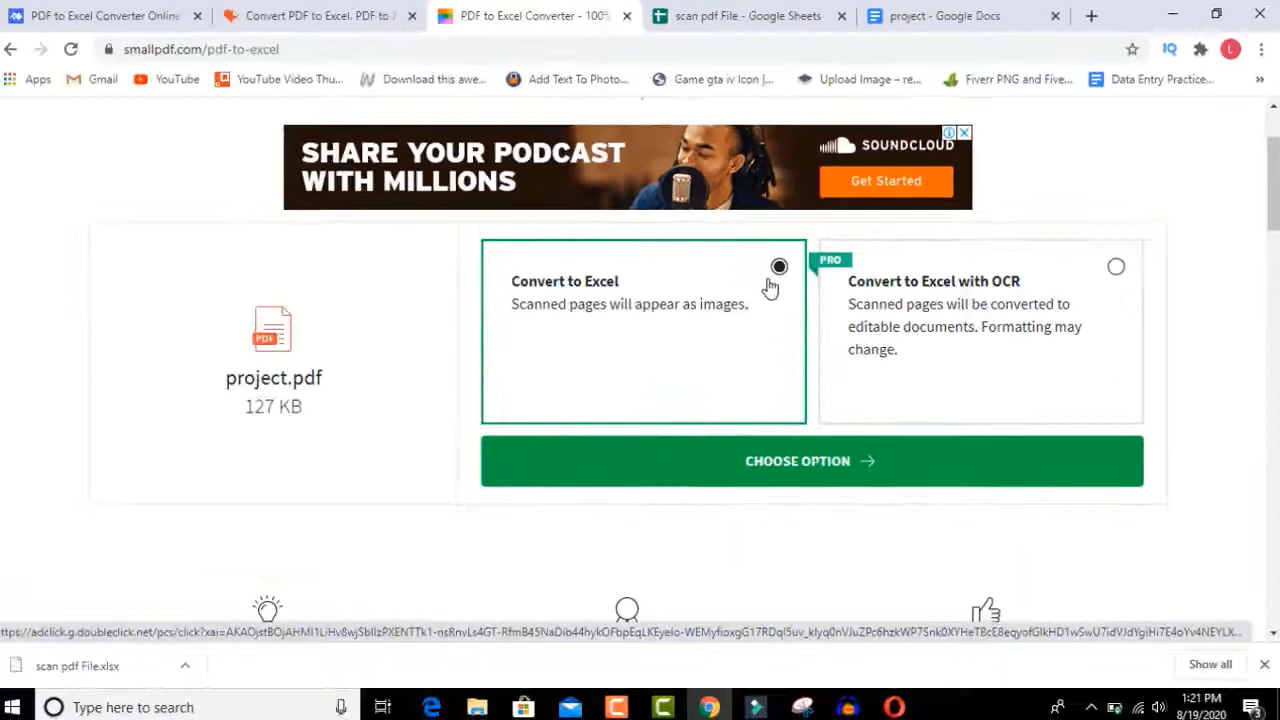 PDF to Excel Converter Online
Convert PDF to Excel. PDF to
PDF to Excel Converter - 100%
scan pdf File. - Google Sheets
project - Google Docs
smallpdf.com/pdf-to-excel
IQ
L
Apps
Gmail
YouTube
YouTube Video Thu...
Download this awe...
Add Text To Photo...
Game gta iv Icon |...
Upload Image – re...
Fiverr PNG and Five...
Data Entry Practice...
SHARE YOUR PODCAST
WITH MILLIONS
SOUNDCLOUD
Get Started
PDF
project.pdf
127 KB
Convert to Excel
Scanned pages will appear as images.
PRO
Convert to Excel with OCR
Scanned pages will be converted to
editable documents. Formatting may
change.
CHOOSE OPTION
scan pdf File.xlsx
Show all
Type here to search
1:21 PM
8/19/2020
3